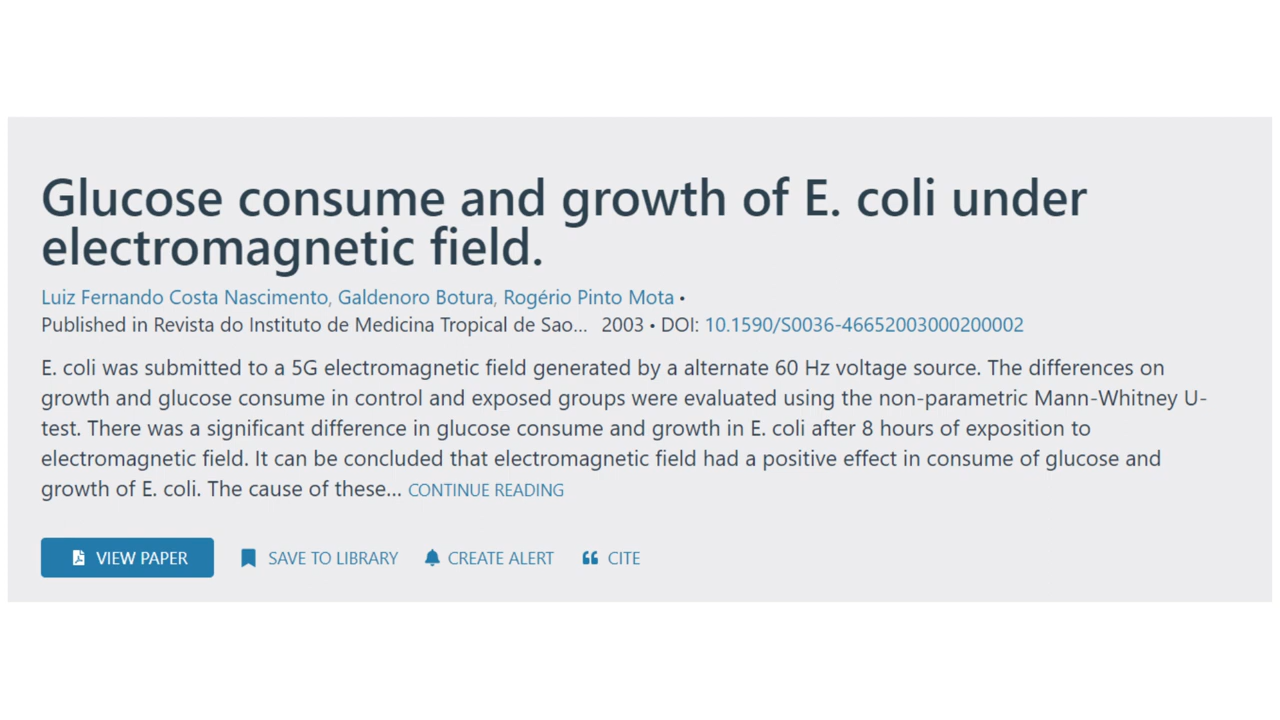 Glucose consume and growth of E. coli under
electromagnetic field.
Luiz Fernando Costa Nascimento, Galdenoro Botura, Rogério Pinto Mota •
Published in Revista do Instituto de Medicina Tropical de Sao... 2003 • DOI: 10.1590/S0036-46652003000200002
E. coli was submitted to a 5G electromagnetic field generated by a alternate 60 Hz voltage source. The differences on
growth and glucose consume in control and exposed groups were evaluated using the non-parametric Mann-Whitney U-
test. There was a significant difference in glucose consume and growth in E. coli after 8 hours of exposition to
electromagnetic field. It can be concluded that electromagnetic field had a positive effect in consume of glucose and
growth of E. coli. The cause of these... CONTINUE READING
VIEW PAPER SAVE TO LIBRARY CREATE ALERT CITE